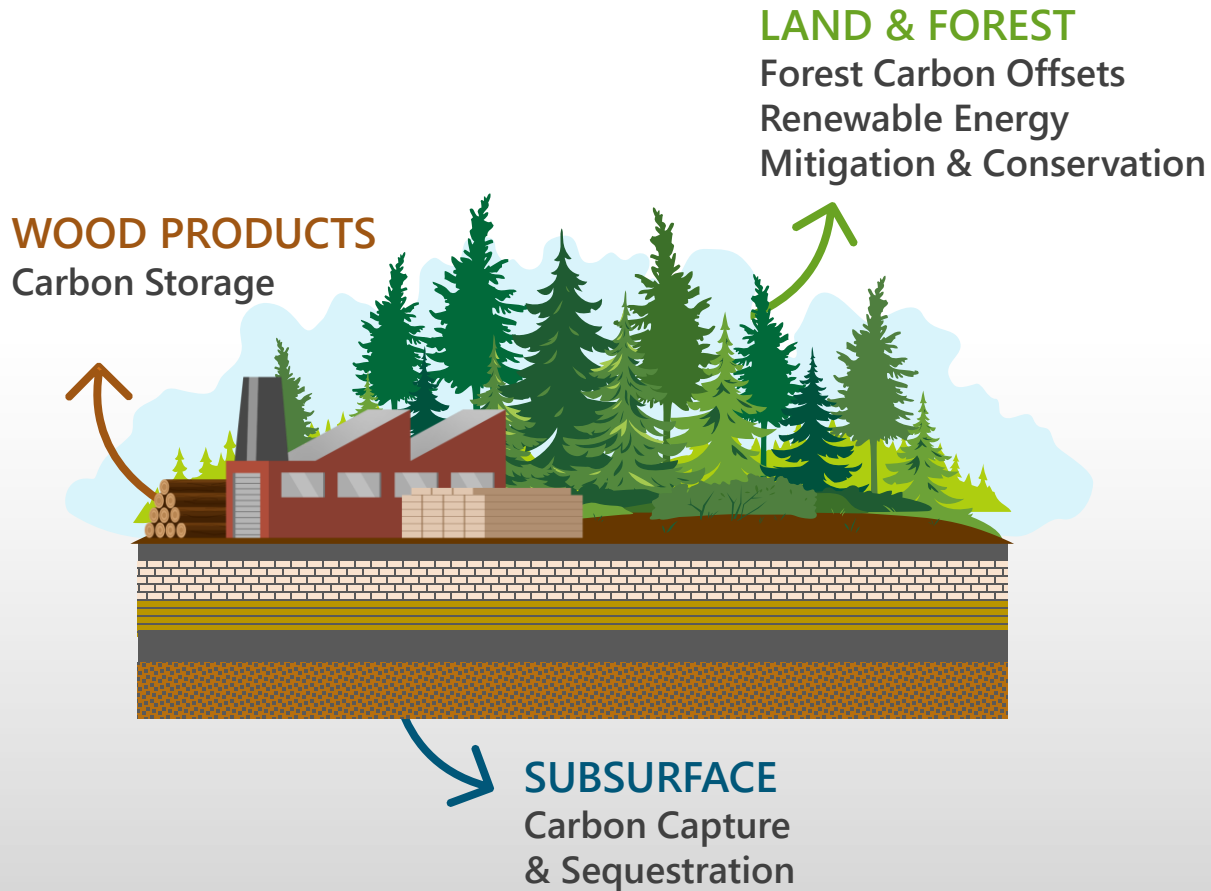 LAND & FOREST
Forest Carbon Offsets
Renewable Energy
Mitigation & Conservation
WOOD PRODUCTS
Carbon Storage
SUBSURFACE
Carbon Capture
& Sequestration